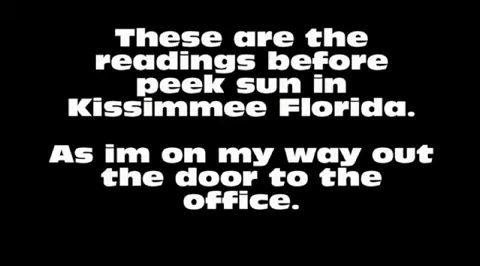 These are the
readings before
peek sun in
Kissimmee Florida.
As im on my way out
the door to the
office.